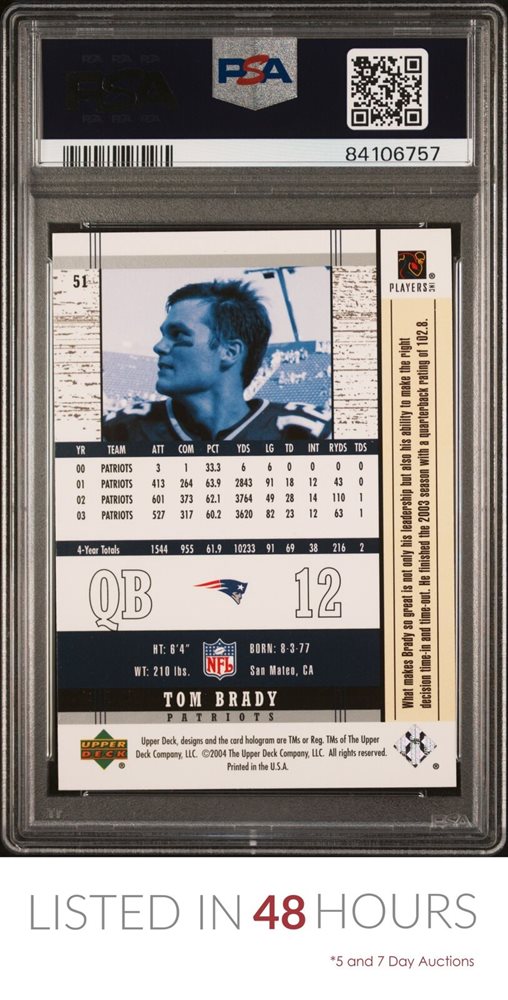 PSA
PSA
84106757
51
PLAYERS INC ®
YR TEAM ATT COM PCT YDS LG TD INT RYDS TDS
00 PATRIOTS 3 1 33.3 6 6 0 0 0 0
01 PATRIOTS 413 264 63.9 2843 91 18 12 43 0
02 PATRIOTS 601 373 62.1 3764 49 28 14 110 1
03 PATRIOTS 527 317 60.2 3620 82 23 12 63 1
4-Year Totals 1544 955 61.9 10233 91 69 38 216 2
QB 12
HT: 6'4" NFL BORN: 8-3-77
WT: 210 lbs. San Mateo, CA
TOM BRADY
PATRIOTS
What makes Brady so great is not only his leadership but also his ability to make the right
decision time-in and time-out. He finished the 2003 season with a quarterback rating of 102.8.
UPPER
DECK ®
Upper Deck, designs and the card hologram are TMs or Reg. TMs of The Upper
Deck Company, LLC. ©2004 The Upper Deck Company, LLC. All rights reserved.
Printed in the U.S.A.
®
PSA
LISTED IN 48 HOURS
*5 and 7 Day Auctions